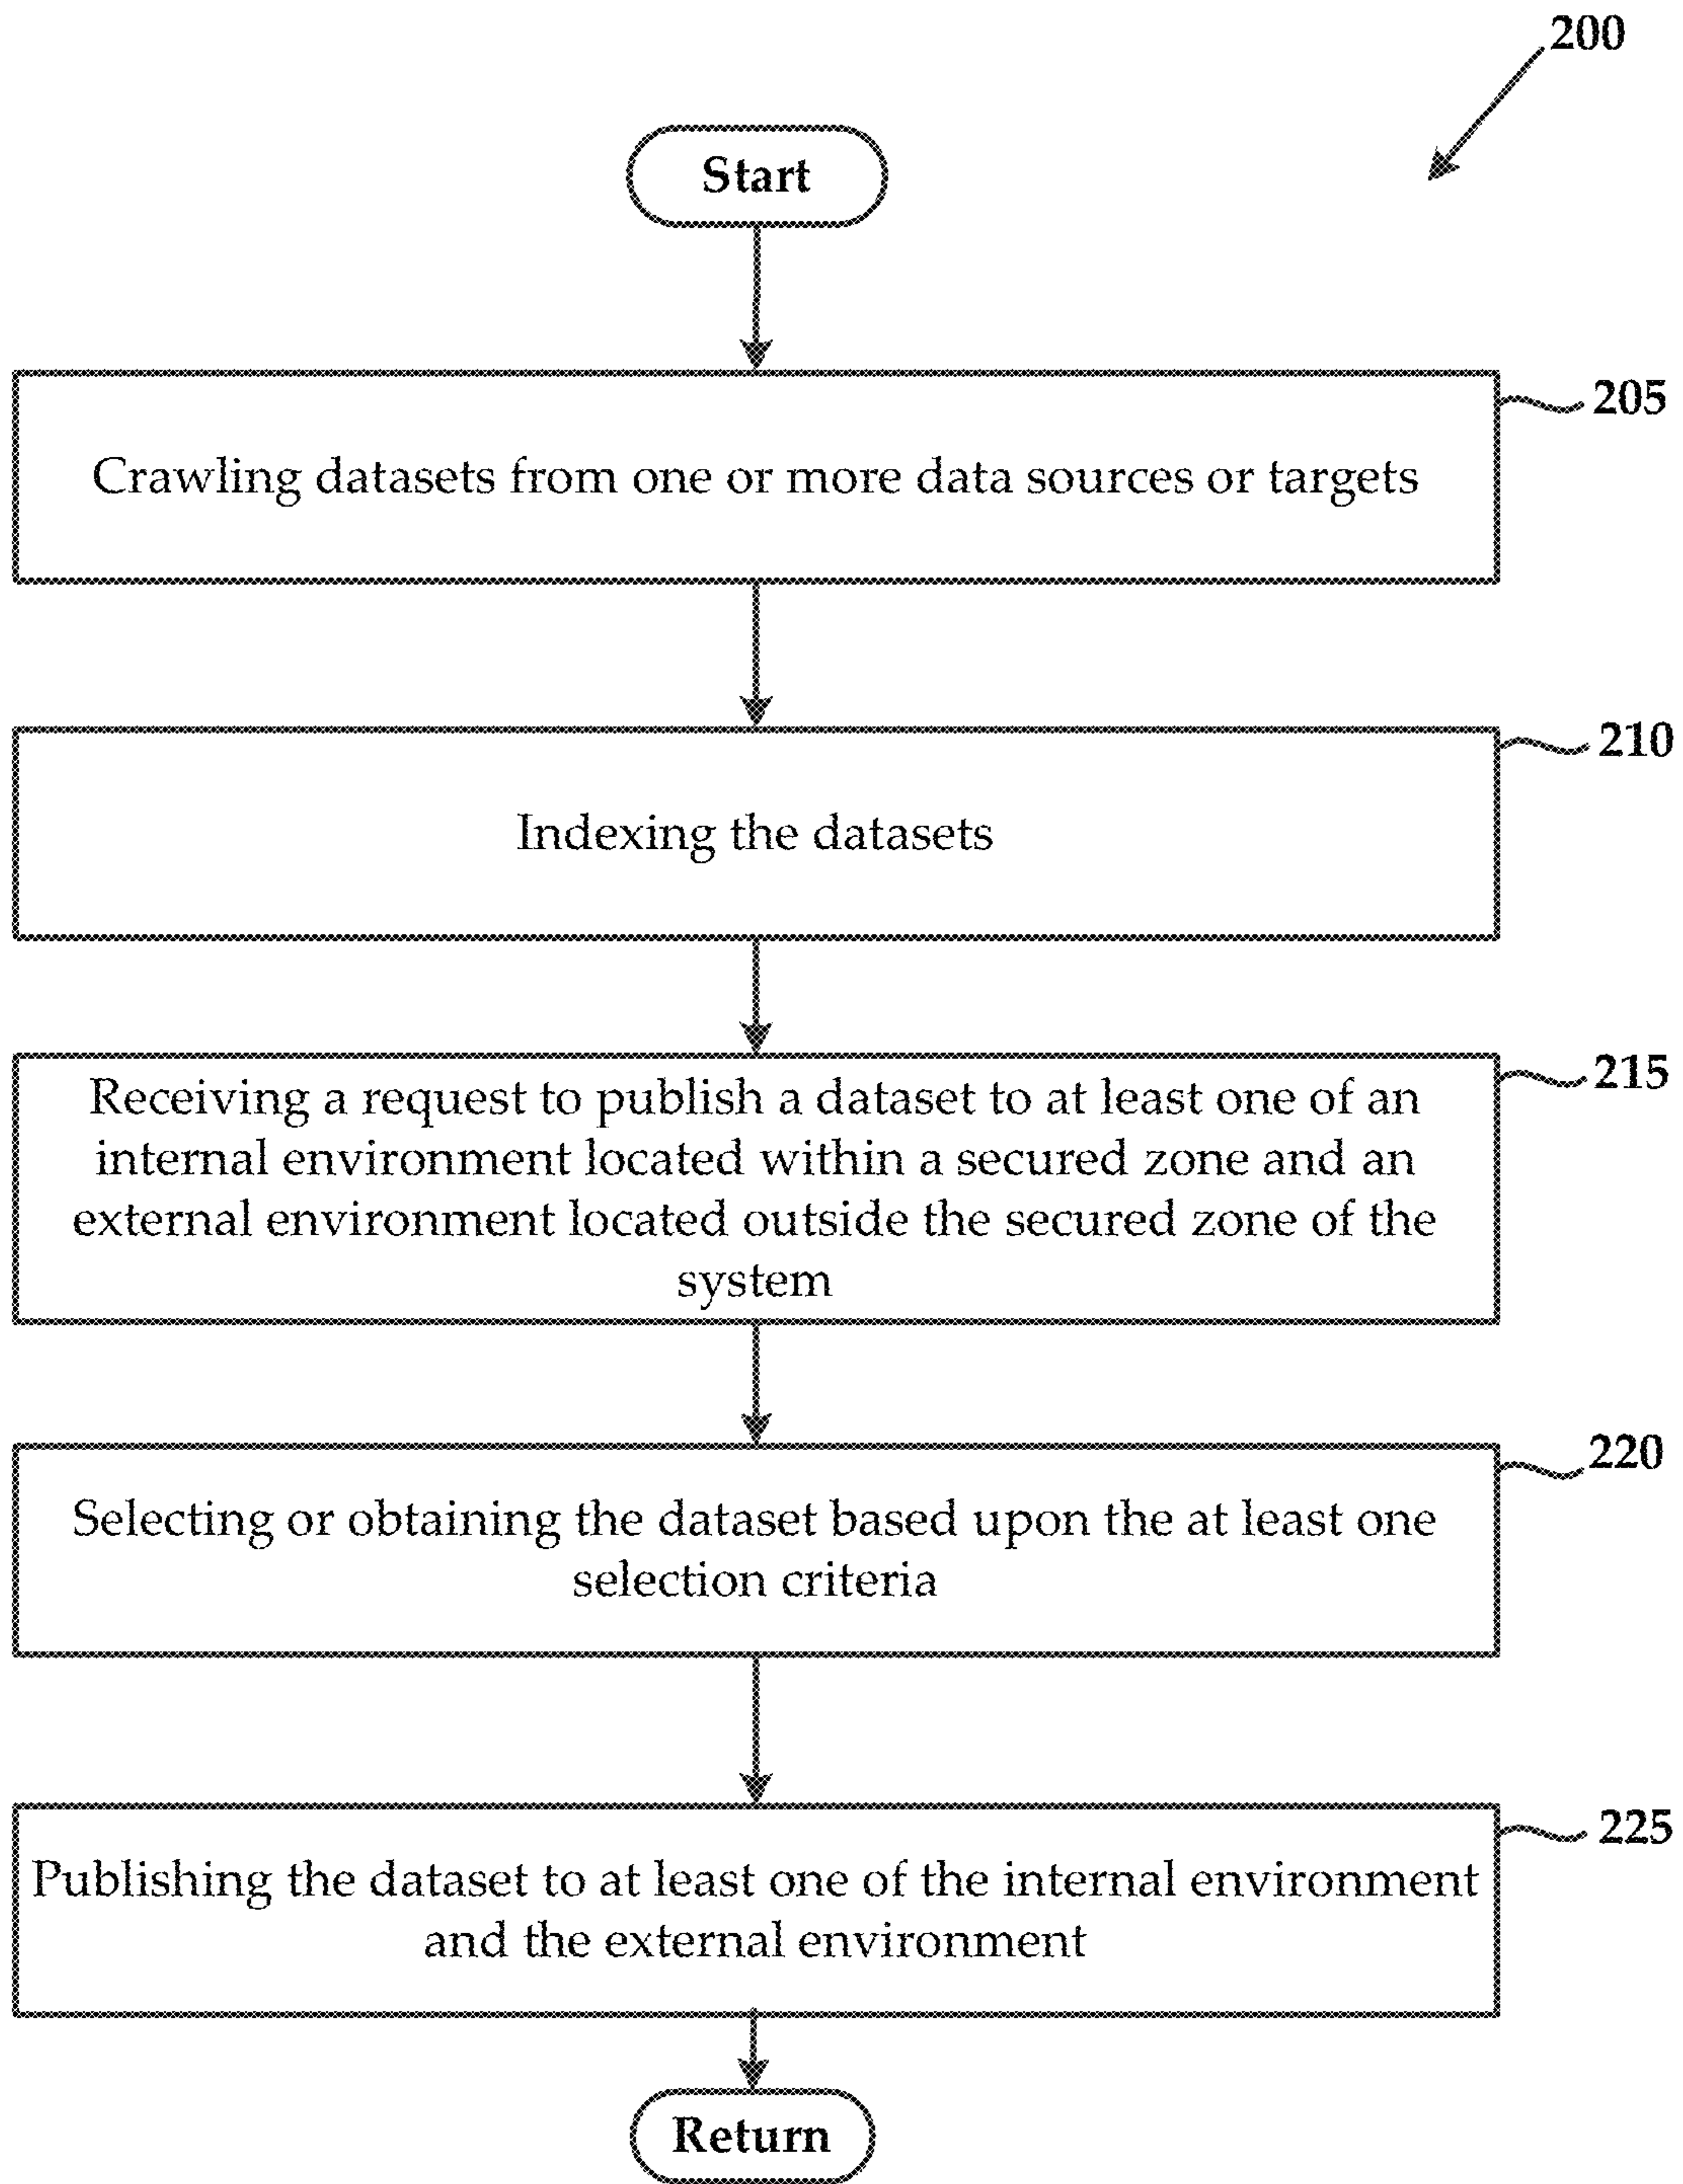 200
Start
205
Crawling datasets from one or more data sources or targets
210
Indexing the datasets
215
Receiving a request to publish a dataset to at least one of an
internal environment located within a secured zone and an
external environment located outside the secured zone of the
system
220
Selecting or obtaining the dataset based upon the at least one
selection criteria
225
Publishing the dataset to at least one of the internal environment
and the external environment
Return